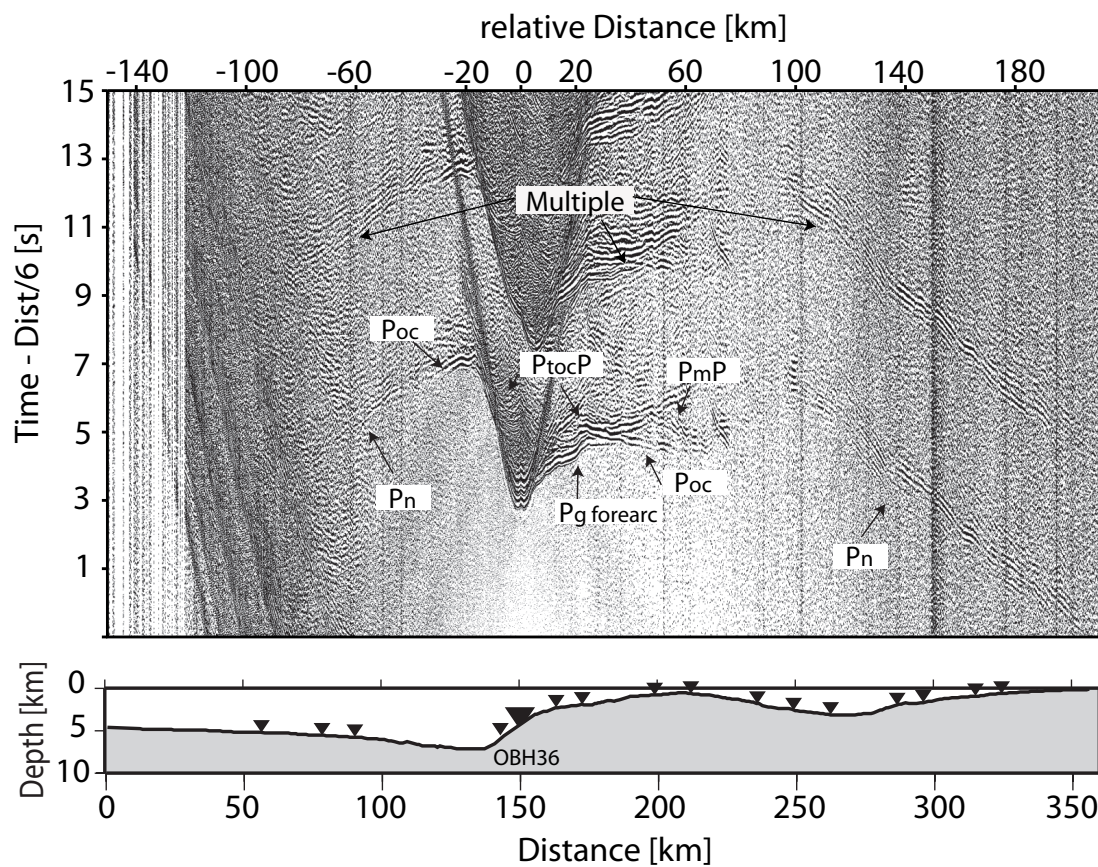 relative Distance [km]
-140 -100 -60 -20 0 20 60 100 140 180
15
13
11
9
7
5
3
1
Time - Dist/6 [s]
Multiple
Poc
PtocP
PmP
Pn
Pg forearc
Poc
Pn
0
5
10
Depth [km]
OBH36
0 50 100 150 200 250 300 350
Distance [km]